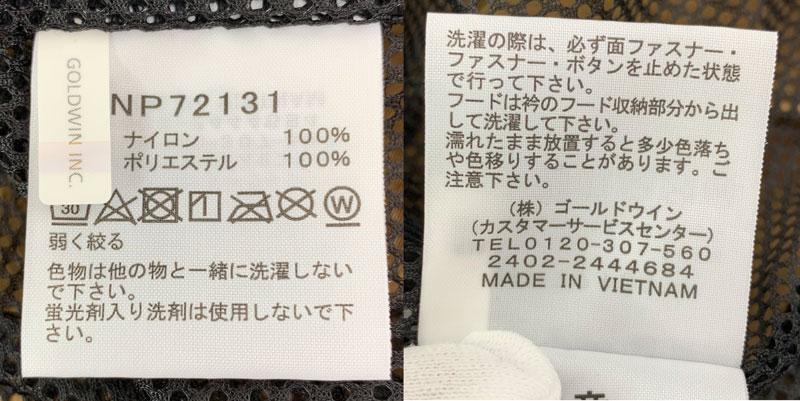 GOLDWIN INC.
NP72131
ナイロン 100%
ポリエステル 100%
30
W
弱く絞る
色物は他の物と一緒に洗濯しない
で下さい。
蛍光剤入り洗剤は使用しないで下
さい。
洗濯の際は、必ず面ファスナー・
ファスナー・ボタンを止めた状態
で行って下さい。
フードは衿のフード収納部分から出
して洗濯して下さい。
濡れたまま放置すると多少色落ち
や色移りすることがあります。ご
注意下さい。
(株) ゴールドウイン
(カスタマーサービスセンター)
TEL0120-307-560
2402-2444684
MADE IN VIETNAM